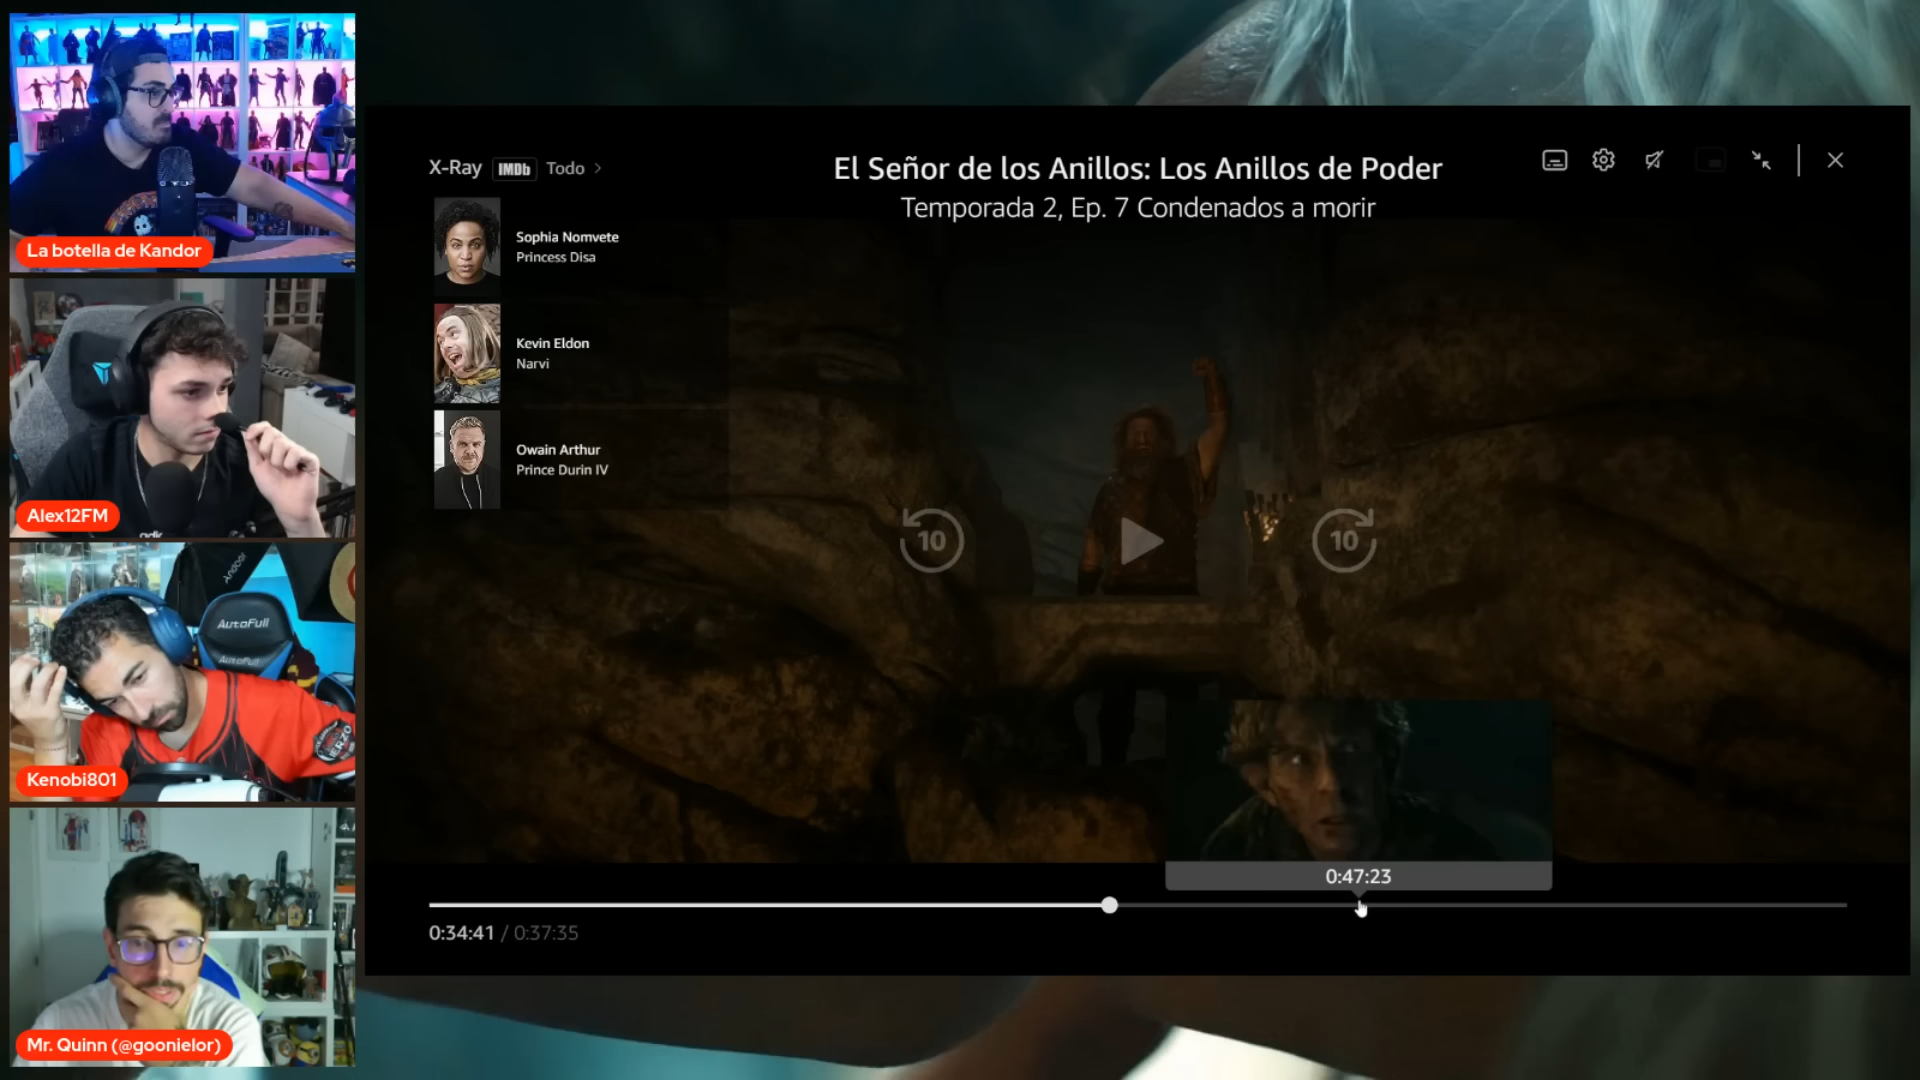 La botella de Kandor
Alex12FM
AutoFull
AutoFull
Kenobi801
Mr. Quinn (@goonielor)
X-Ray IMDb Todo >
El Señor de los Anillos: Los Anillos de Poder
Temporada 2, Ep. 7 Condenados a morir
Sophia Nomvete
Princess Disa
Kevin Eldon
Narvi
Owain Arthur
Prince Durin IV
10
10
0:47:23
0:34:41 / 0:37:35